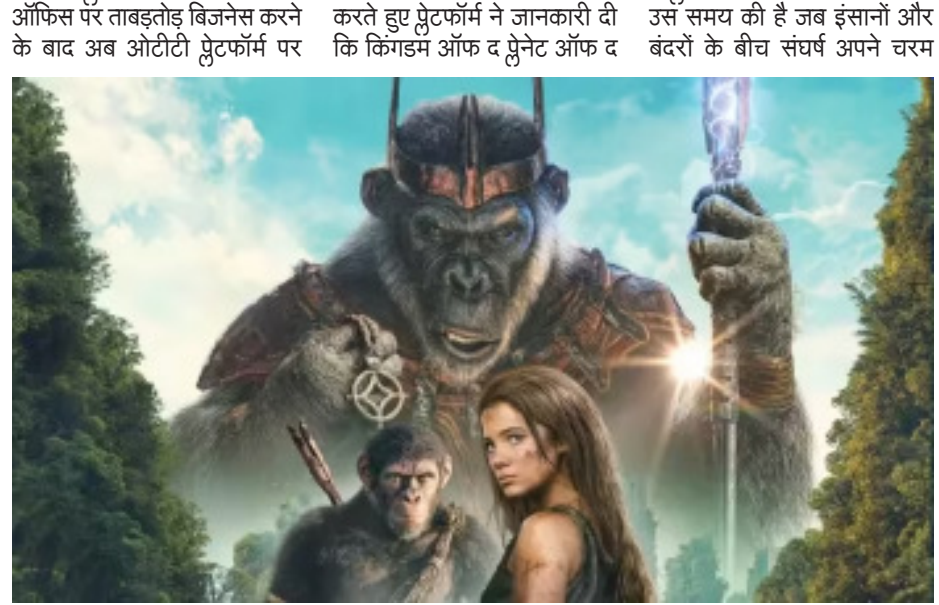 ऑफिस पर ताबड़तोड़ बिजनेस करने
के बाद अब ओटीटी प्लेटफॉर्म पर
करते हुए प्लेटफॉर्म ने जानकारी दी
कि किंगडम ऑफ द प्लेनेट ऑफ द
उस समय की है जब इंसानों और
बंदरों के बीच संघर्ष अपने चरम